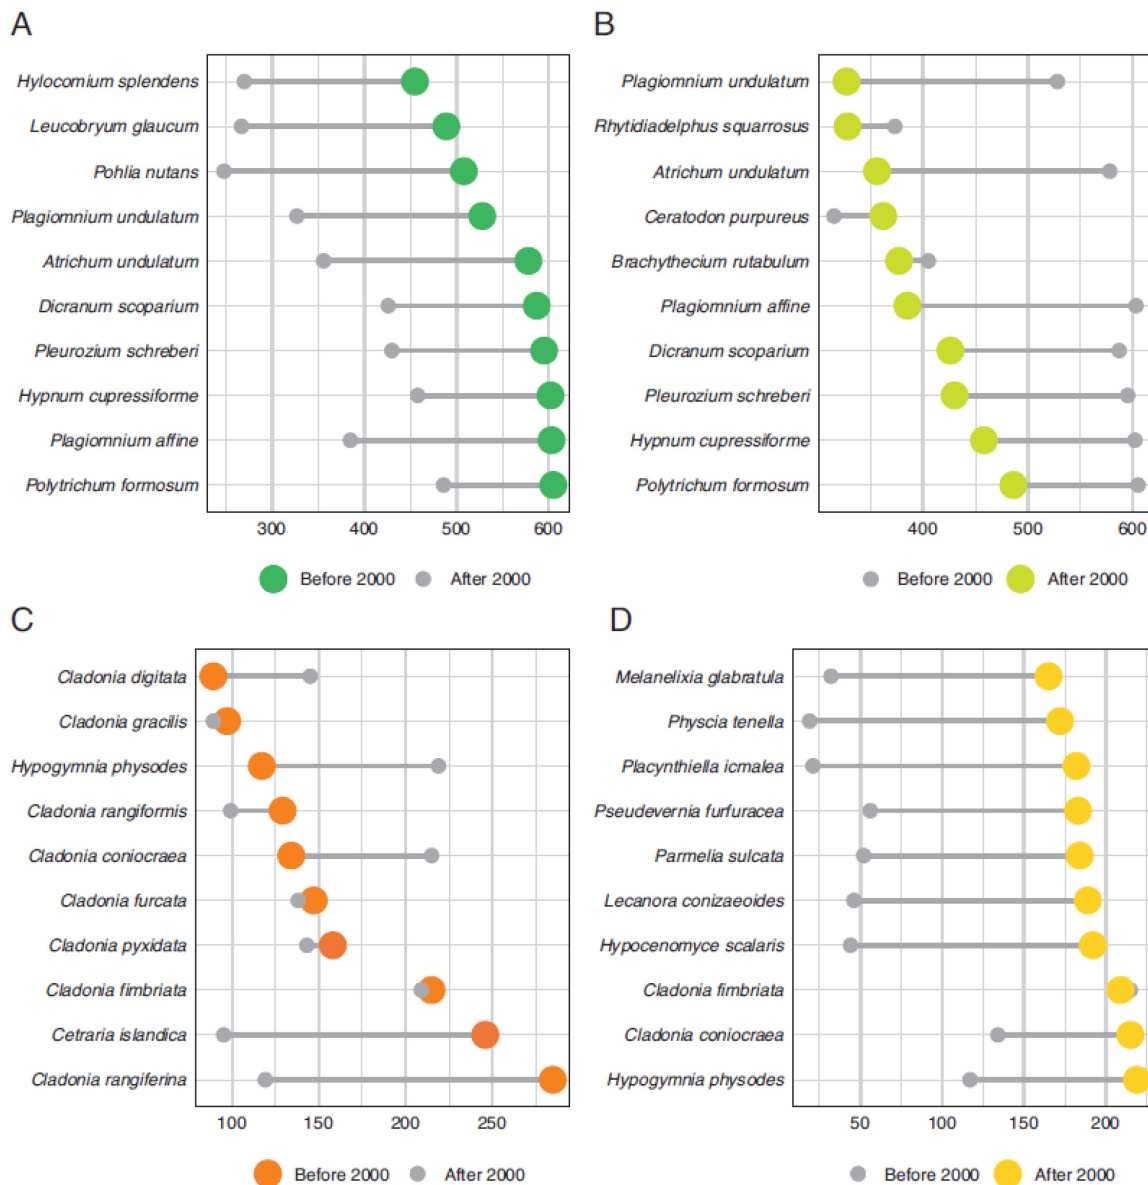 A
Hylocomium splendens
Leucobryum glaucum
Pohlia nutans
Plagiomnium undulatum
Atrichum undulatum
Dicranum scoparium
Pleurozium schreberi
Hypnum cupressiforme
Plagiomnium affine
Polytrichum formosum
300 400 500 600
Before 2000 After 2000
B
Plagiomnium undulatum
Rhytidiadelphus squarrosus
Atrichum undulatum
Ceratodon purpureus
Brachythecium rutabulum
Plagiomnium affine
Dicranum scoparium
Pleurozium schreberi
Hypnum cupressiforme
Polytrichum formosum
400 500 600
Before 2000 After 2000
C
Cladonia digitata
Cladonia gracilis
Hypogymnia physodes
Cladonia rangiformis
Cladonia coniocraea
Cladonia furcata
Cladonia pyxidata
Cladonia fimbriata
Cetraria islandica
Cladonia rangiferina
100 150 200 250
Before 2000 After 2000
D
Melanelixia glabratula
Physcia tenella
Placynthiella icmalea
Pseudevernia furfuracea
Parmelia sulcata
Lecanora conizaeoides
Hypocenomyce scalaris
Cladonia fimbriata
Cladonia coniocraea
Hypogymnia physodes
50 100 150 200
Before 2000 After 2000